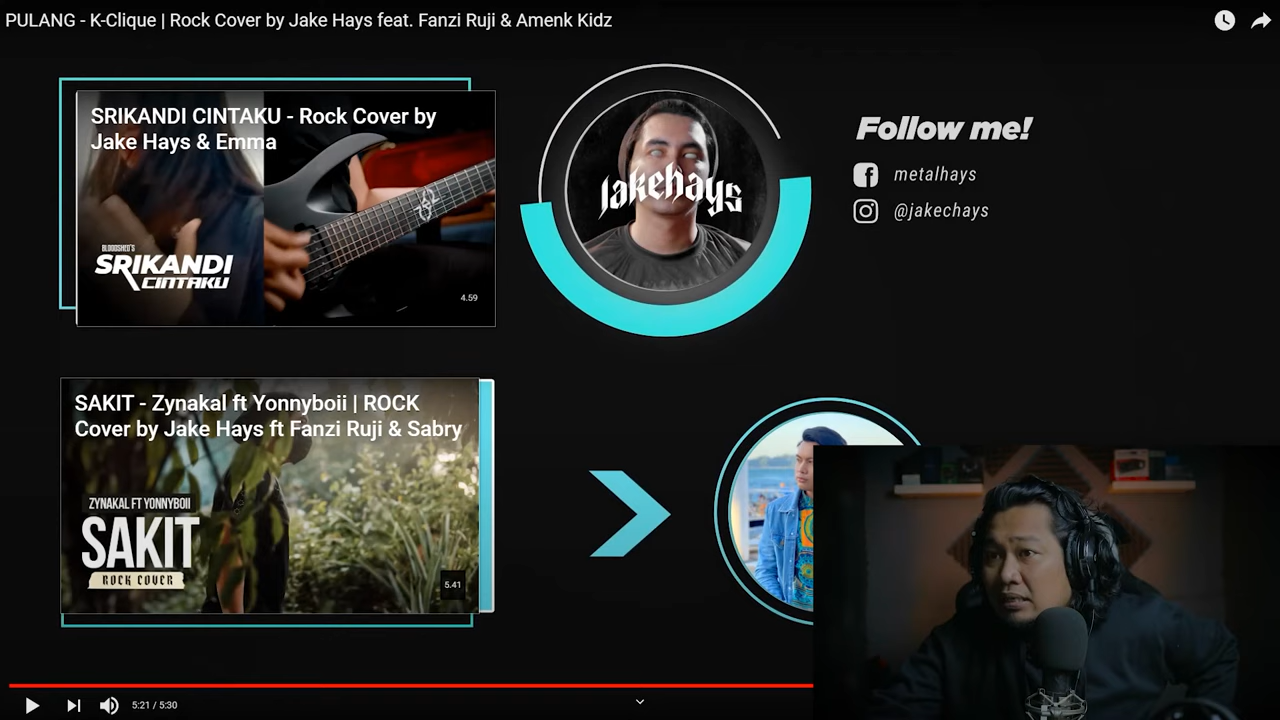 PULANG - K-Clique | Rock Cover by Jake Hays feat. Fanzi Ruji & Amenk Kidz
SRIKANDI CINTAKU - Rock Cover by
Jake Hays & Emma
BLOODSHED'S
SRIKANDI
CINTAKU
4.59
jakehays
Follow me!
metalhays
@jakechays
SAKIT - Zynakal ft Yonnyboii | ROCK
Cover by Jake Hays ft Fanzi Ruji & Sabry
ZYNAKAL FT YONNYBOII
SAKIT
ROCK COVER
5.41
5:21 / 5:30